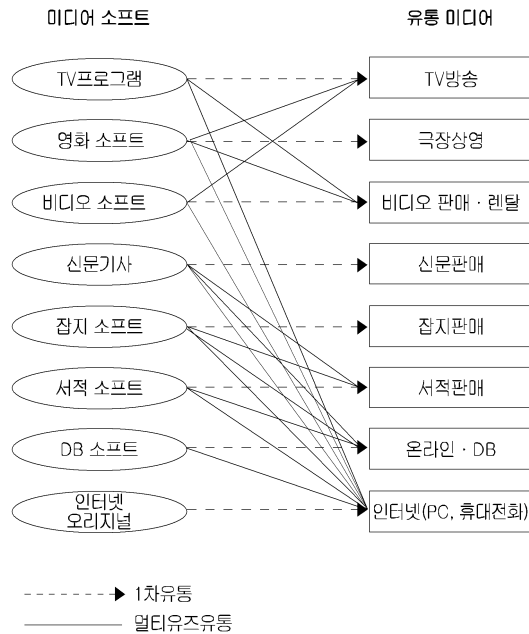 미디어 소프트
유통 미디어
TV프로그램
TV방송
영화 소프트
극장상영
비디오 소프트
비디오 판매 · 렌탈
신문기사
신문판매
잡지 소프트
잡지판매
서적 소프트
서적판매
DB 소프트
온라인 · DB
인터넷
오리지널
인터넷(PC, 휴대전화)
1차유통
멀티유즈유통